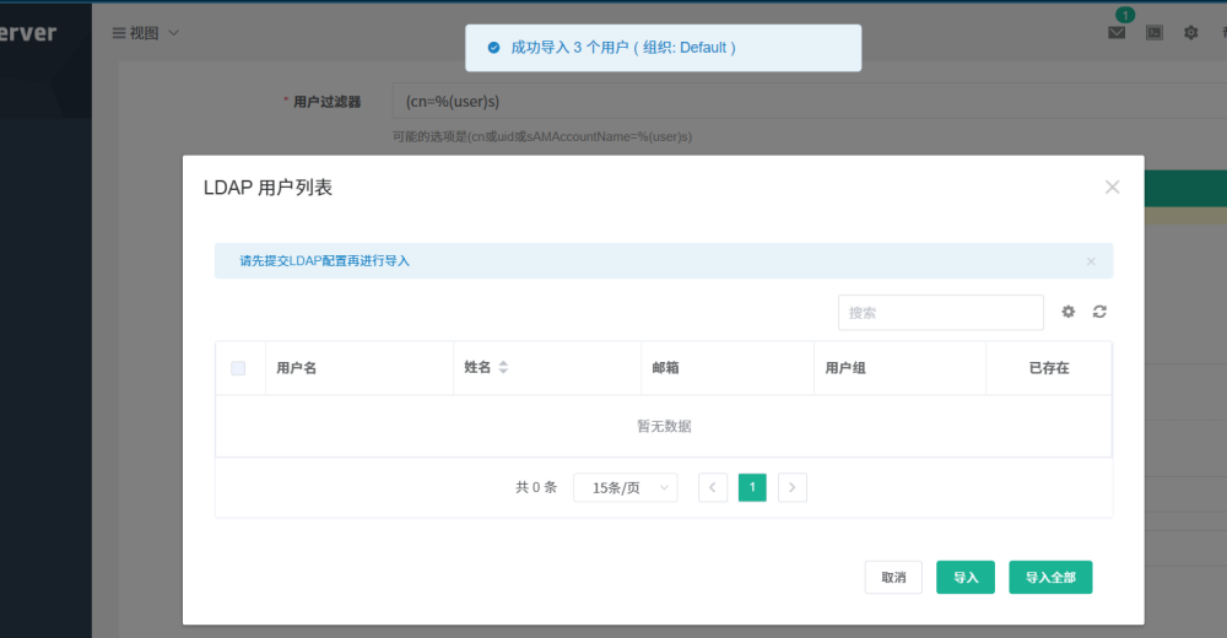 erver
视图
1
成功导入 3 个用户 ( 组织: Default )
* 用户过滤器
(cn=%(user)s)
可能的选项是(cn或uid或sAMAccountName=%(user)s)
LDAP 用户列表
请先提交LDAP配置再进行导入
搜索
用户名 姓名 邮箱 用户组 已存在
暂无数据
共 0 条 15条/页 1
取消 导入 导入全部